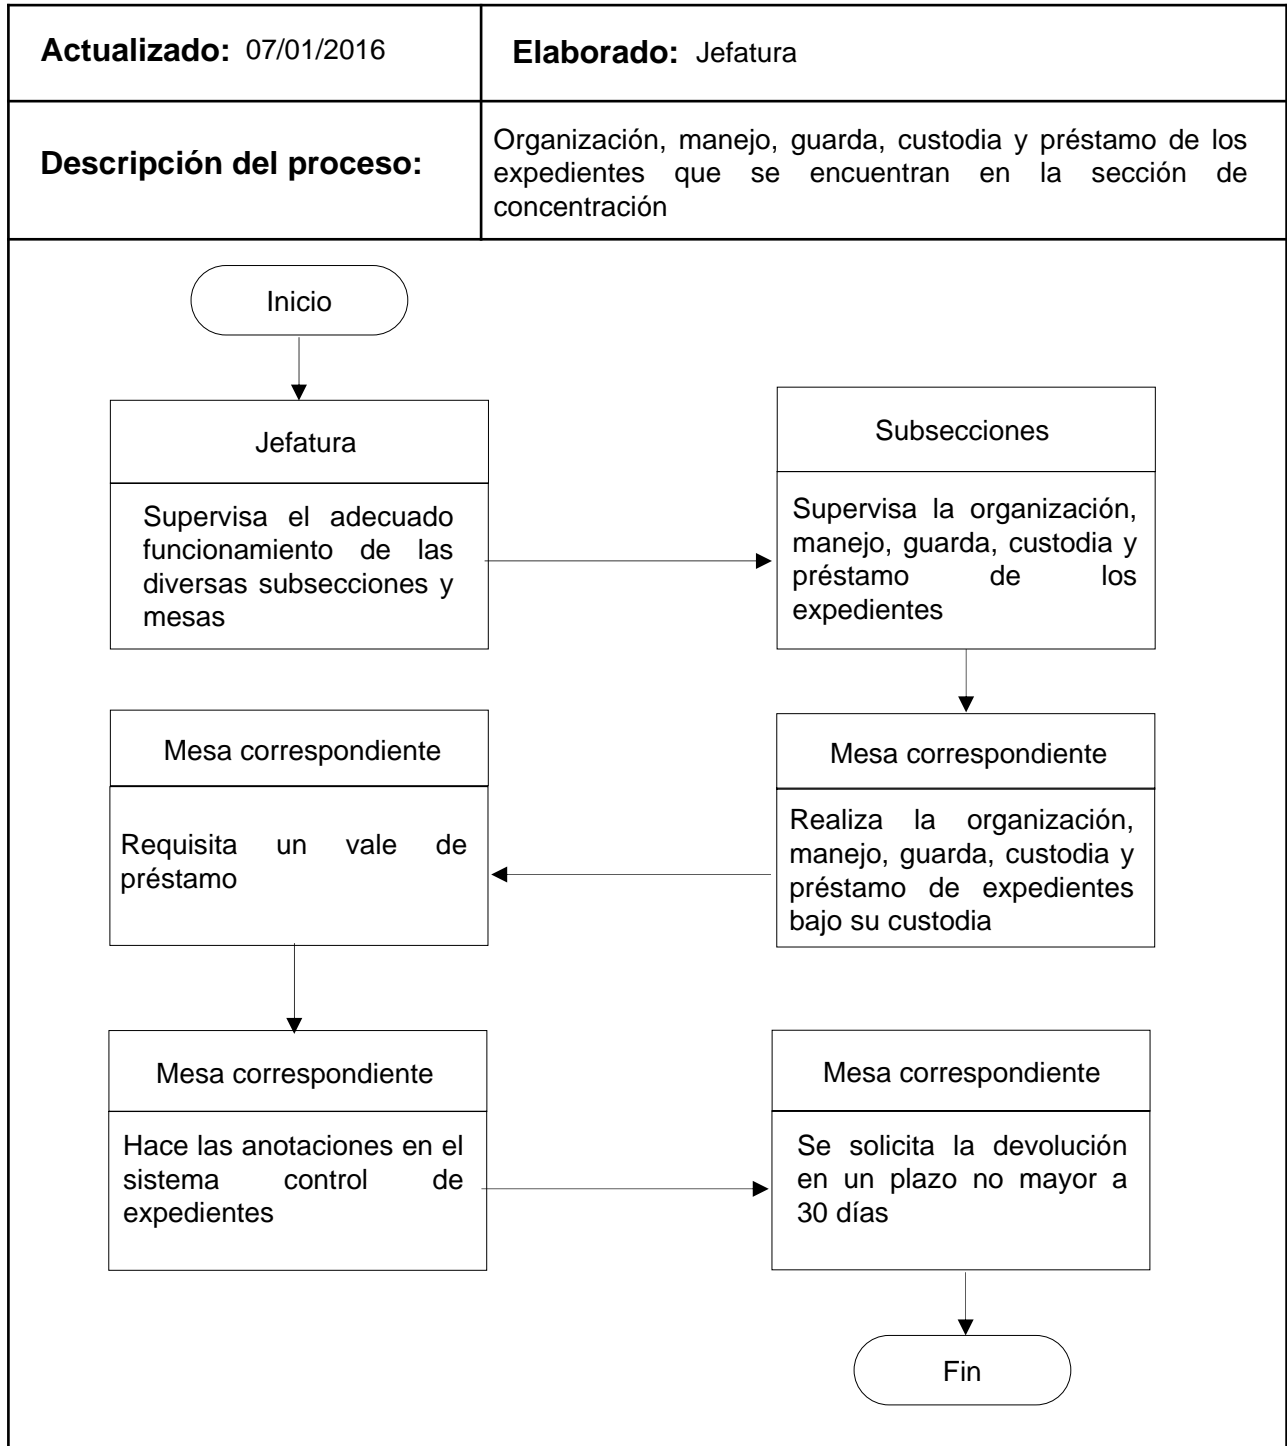 Actualizado: 07/01/2016
Elaborado: Jefatura
Descripción del proceso:
Organización, manejo, guarda, custodia y préstamo de los
expedientes que se encuentran en la sección de
concentración
Inicio
Jefatura
Supervisa el adecuado
funcionamiento de las
diversas subsecciones y
mesas
Subsecciones
Supervisa la organización,
manejo, guarda, custodia y
préstamo de los
expedientes
Mesa correspondiente
Realiza la organización,
manejo, guarda, custodia y
préstamo de expedientes
bajo su custodia
Mesa correspondiente
Requisita un vale de
préstamo
Mesa correspondiente
Hace las anotaciones en el
sistema control de
expedientes
Mesa correspondiente
Se solicita la devolución
en un plazo no mayor a
30 días
Fin